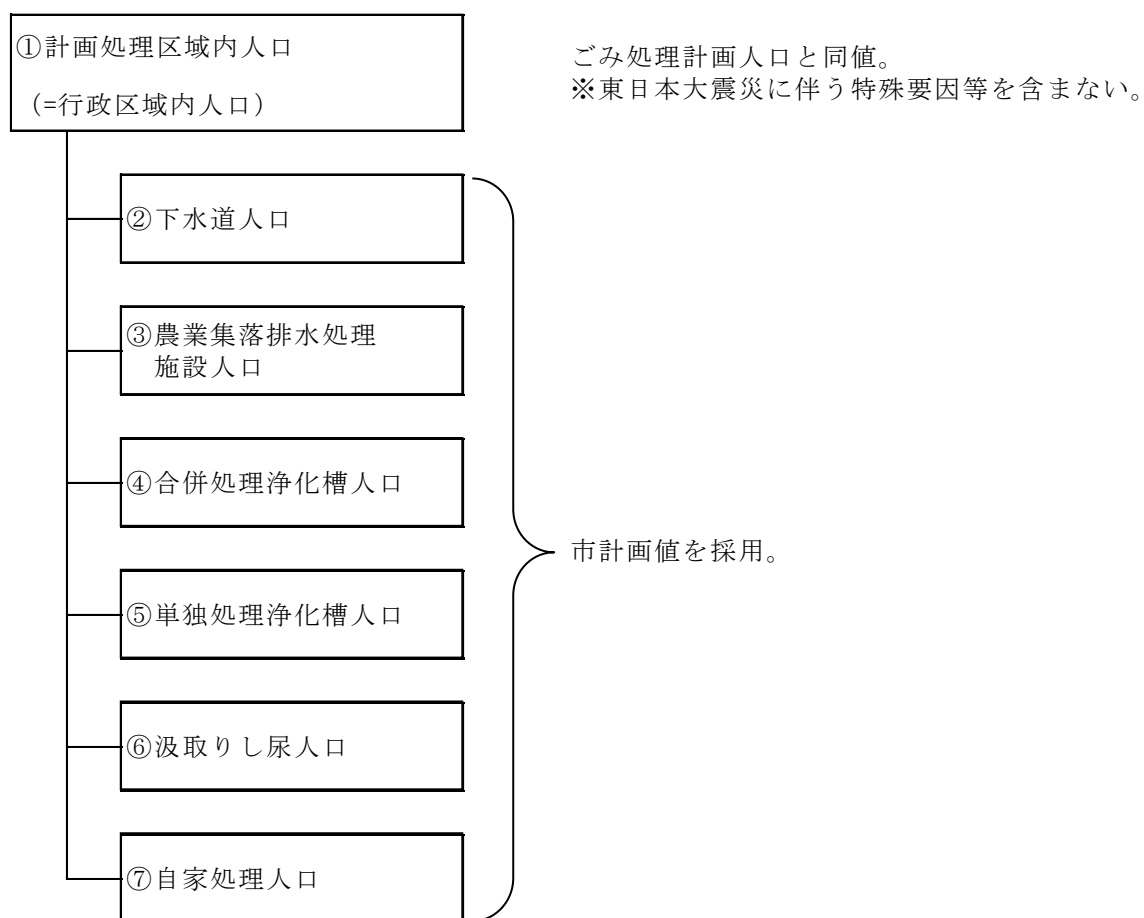 ①計画処理区域内人口
(=行政区域内人口)
ごみ処理計画人口と同値。
※東日本大震災に伴う特殊要因等を含まない。
②下水道人口
③農業集落排水処理
施設人口
④合併処理浄化槽人口
⑤単独処理浄化槽人口
市計画値を採用。
⑥汲取りし尿人口
⑦自家処理人口